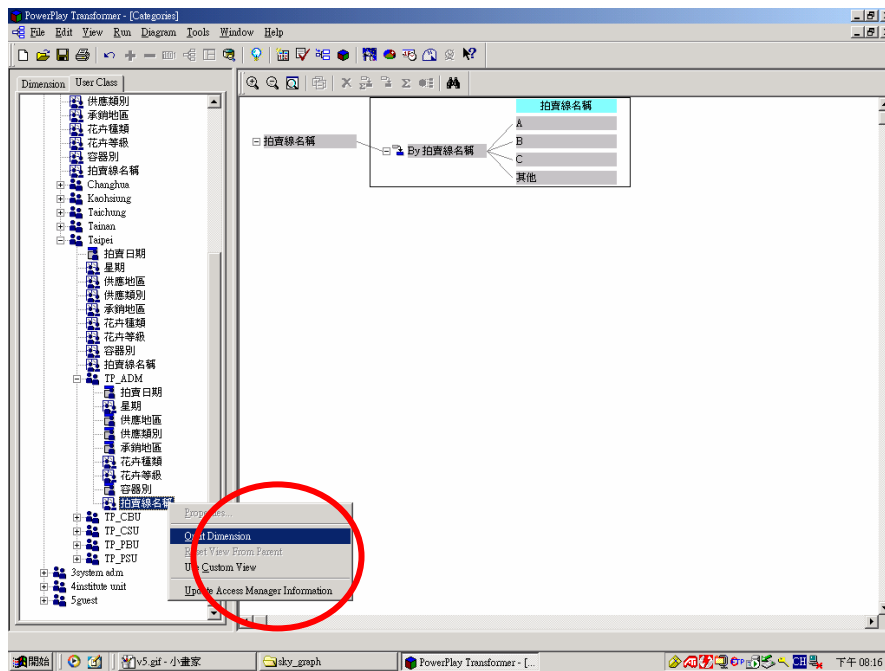 PowerPlay Transformer - [Categories]
File Edit View Run Diagram Tools Window Help
Dimension User Class
供應類別
承銷地區
花卉種類
花卉等級
容器別
拍賣線名稱
Changhua
Kaohsiung
Taichung
Tainan
Taipei
拍賣日期
星期
供應地區
供應類別
承銷地區
花卉種類
花卉等級
容器別
拍賣線名稱
TP_ADM
拍賣日期
星期
供應地區
供應類別
承銷地區
花卉種類
花卉等級
容器別
拍賣線名稱
TP_CBU
TP_CSU
TP_PBU
TP_PSU
3system adm
4institute unit
5guest
Properties...
Omit Dimension
Reset View From Parent
Use Custom View
Update Access Manager Information
拍賣線名稱
By 拍賣線名稱
拍賣線名稱
A
B
C
其他
開始
v5.gif - 小畫家
sky_graph
PowerPlay Transformer - [...
下午 08:16